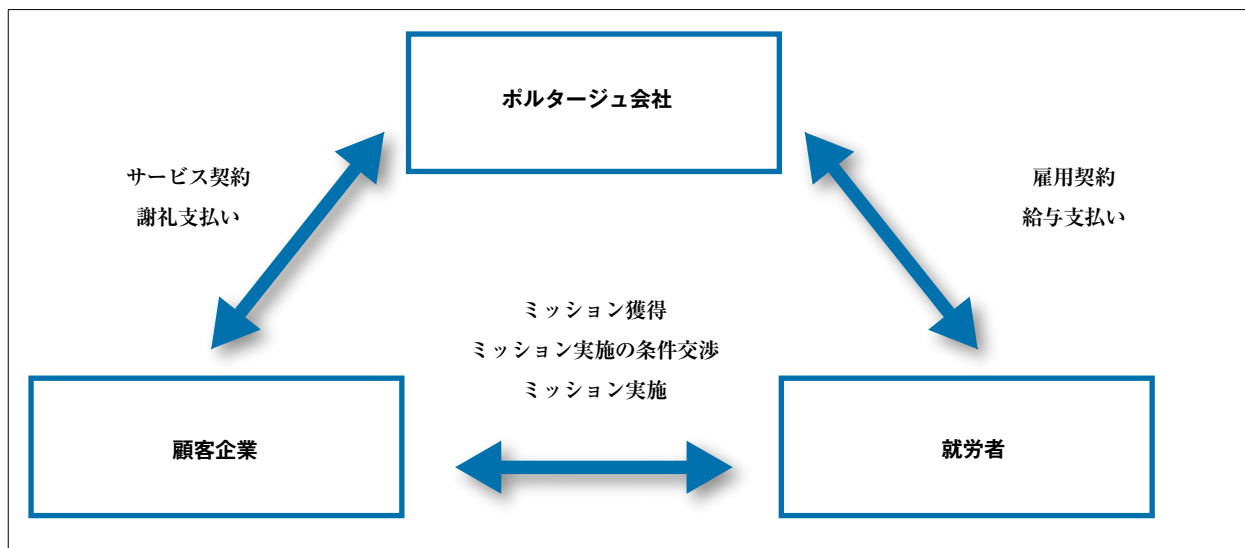 ポルタージュ会社
サービス契約
謝礼支払い
雇用契約
給与支払い
ミッション獲得
ミッション実施の条件交渉
ミッション実施
顧客企業
就労者